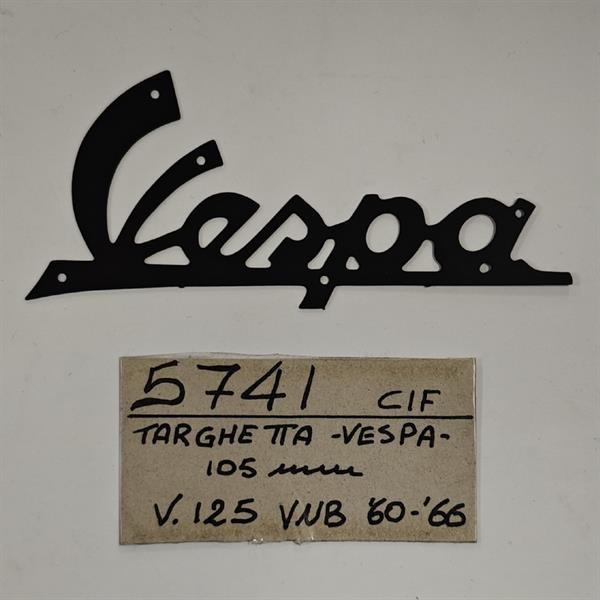 Vespa
5741 CIF
TARGHETTA -VESPA-
105 mm
V. 125 VNB '60-'66